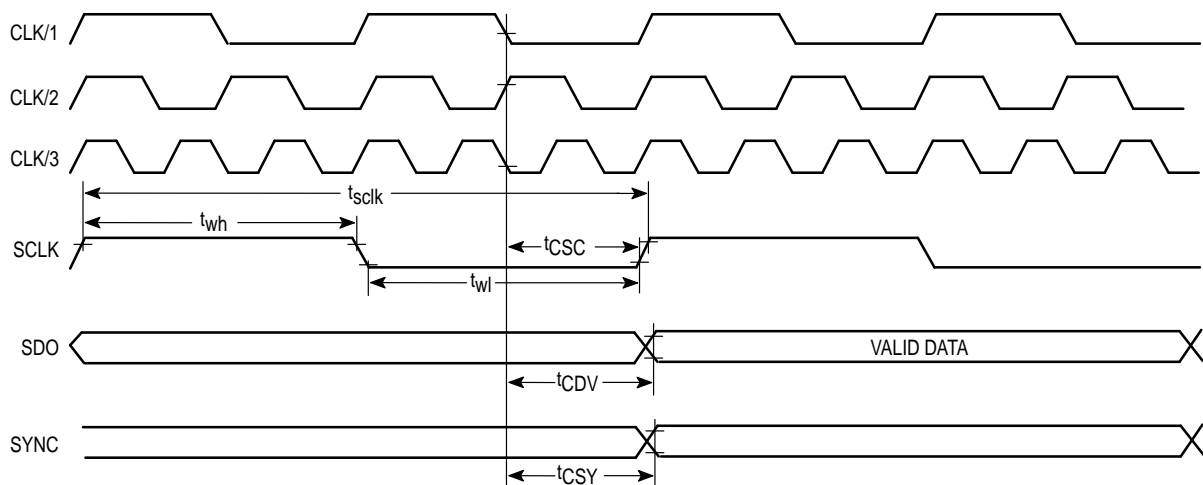 CLK/1
CLK/2
CLK/3
tsclk
twh
SCLK
tCSC
twl
SDO
VALID DATA
tCDV
SYNC
tCSY